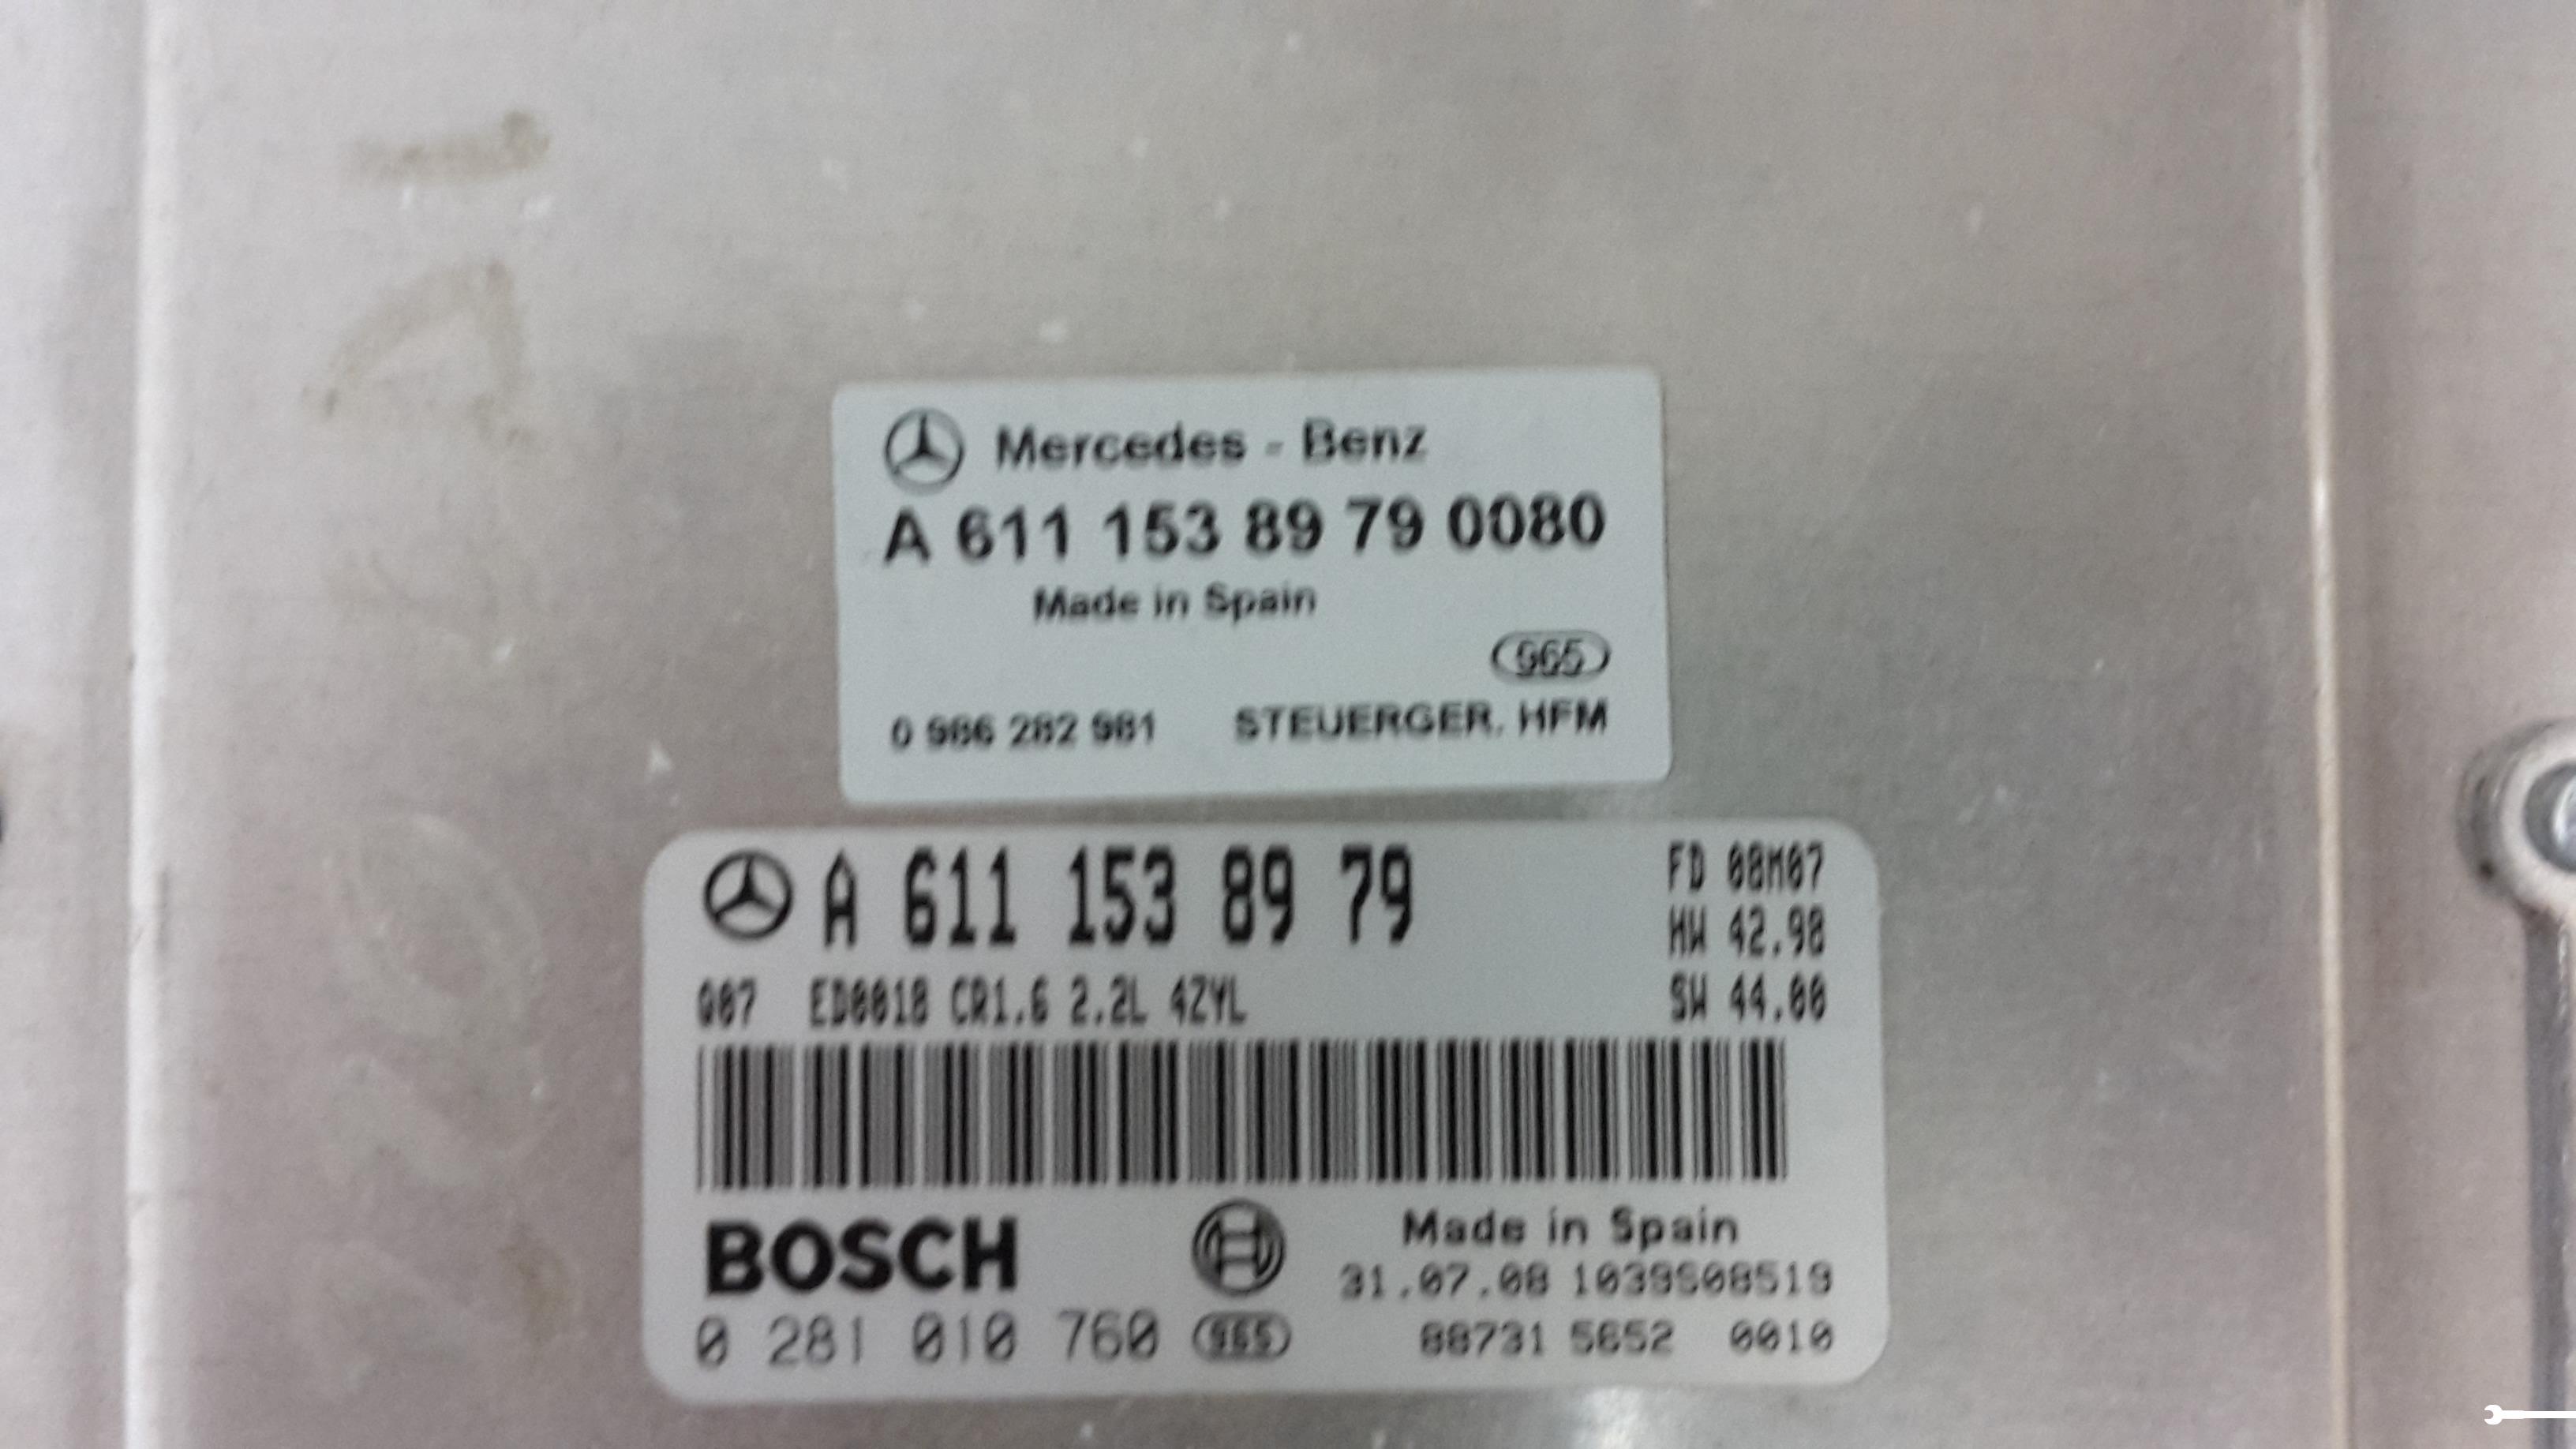 Mercedes - Benz
A 611 153 89 79 0080
Made in Spain
965
0 986 282 981 STEUERGER. HFM
A 611 153 89 79
FD 08M07
HW 42.98
Q07 ED0018 CR1.6 2.2L 4ZYL
SW 44.00
BOSCH
Made in Spain
31.07.08 1039S08519
0 281 010 760
965
88731 5652 0010